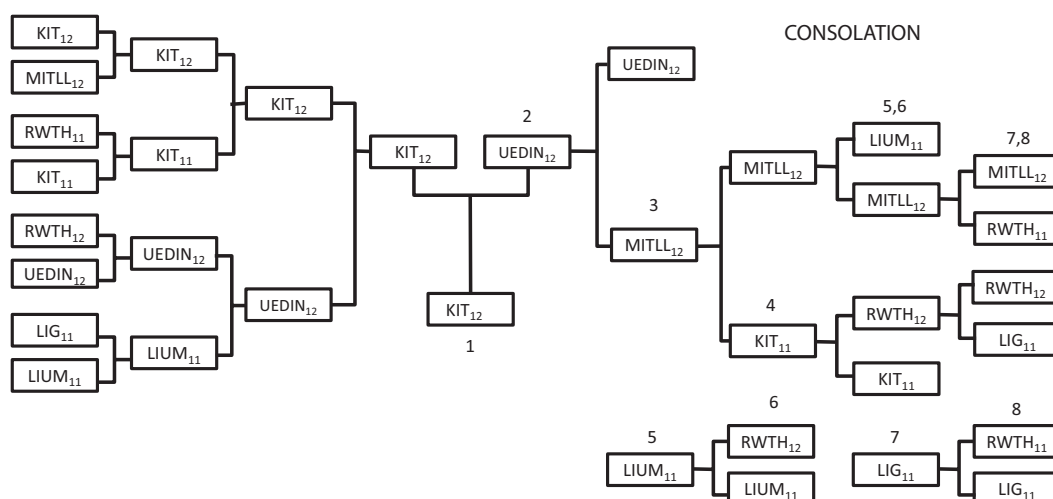 CONSOLATION
KIT12
MITLL12
RWTH11
KIT11
RWTH12
UEDIN12
LIG11
LIUM11
KIT12
KIT11
UEDIN12
LIUM11
KIT12
UEDIN12
KIT12
2
UEDIN12
KIT12
1
UEDIN12
3
MITLL12
MITLL12
4
KIT11
5,6
LIUM11
MITLL12
RWTH12
KIT11
7,8
MITLL12
RWTH11
RWTH12
LIG11
5
LIUM11
6
RWTH12
LIUM11
7
LIG11
8
RWTH11
LIG11